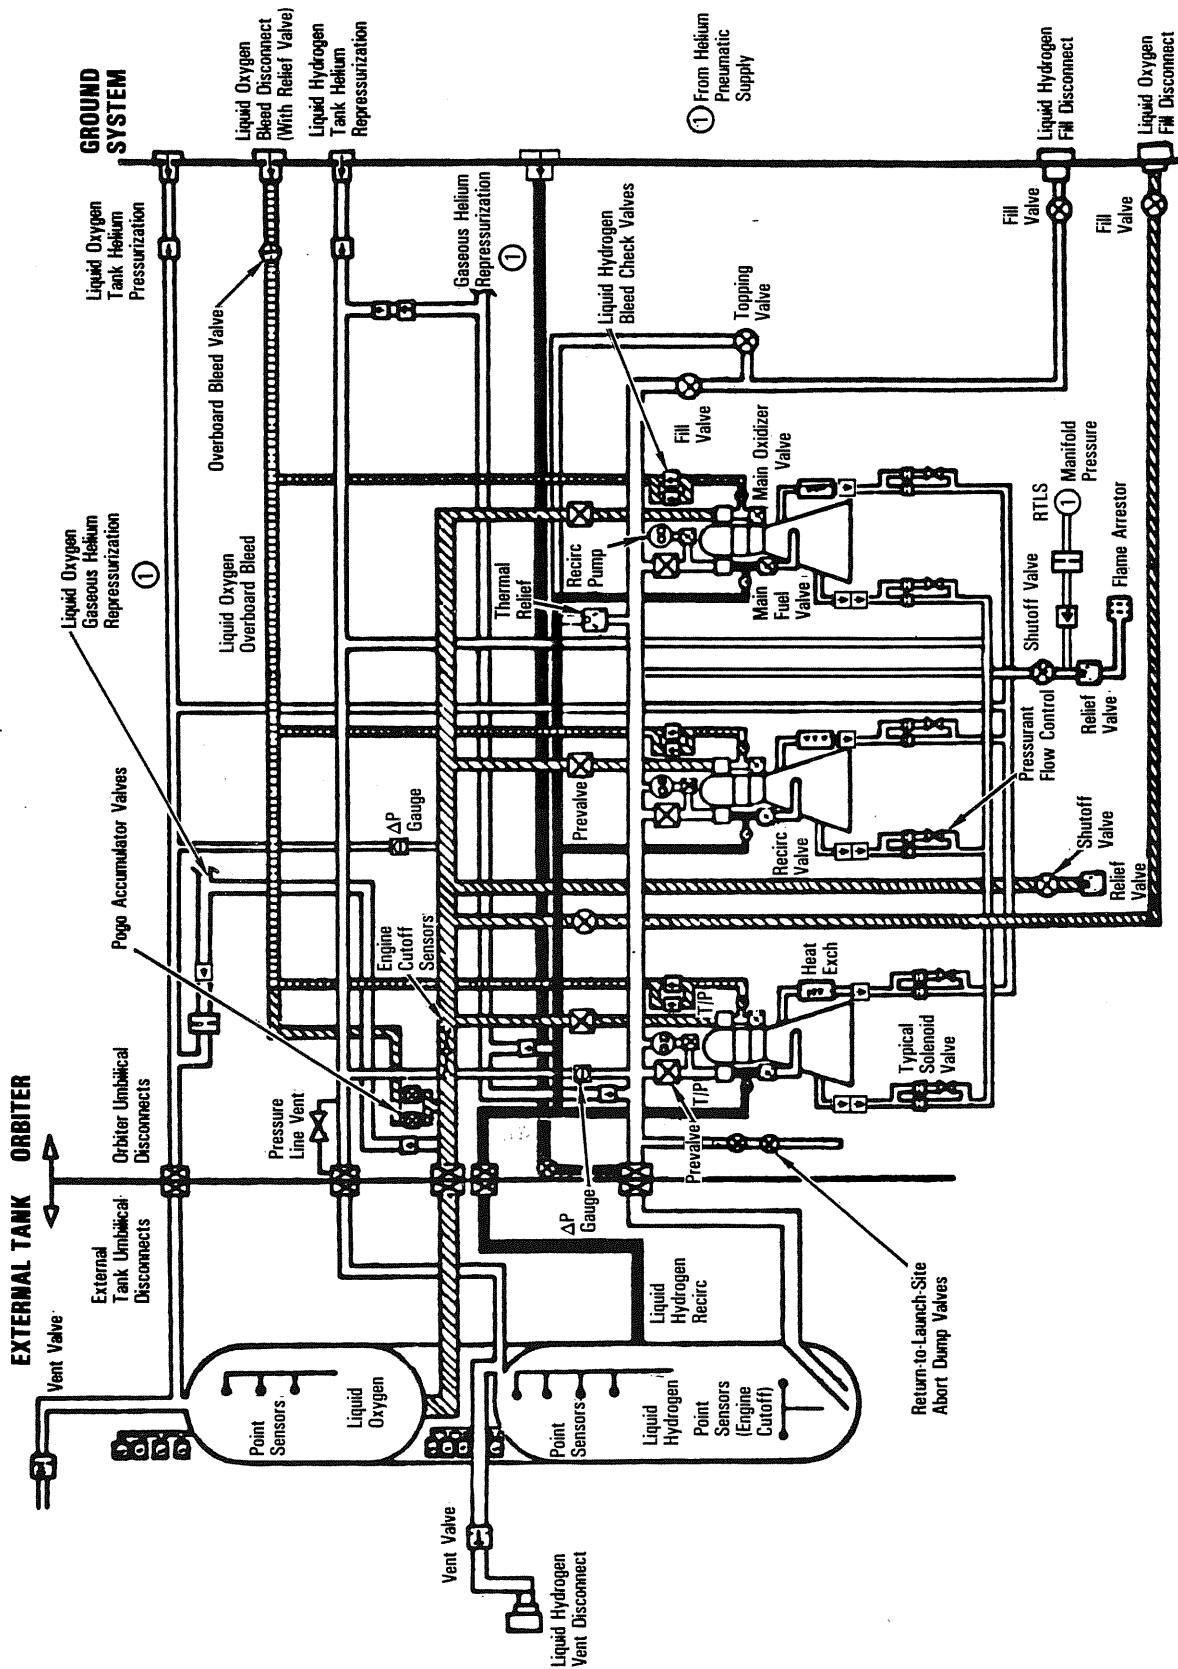 EXTERNAL TANK
ORBITER
GROUND
SYSTEM
Vent Valve
External
Tank Umbilical
Disconnects
Orbiter Umbilical
Disconnects
Pogo Accumulator Valves
Liquid Oxygen
Gaseous Helium
Repressurization
1
Liquid Oxygen
Tank Helium
Pressurization
Overboard Bleed Valve
Liquid Oxygen
Overboard Bleed
Liquid Oxygen
Bleed Disconnect
(With Relief Valve)
Liquid Hydrogen
Tank Helium
Repressurization
Pressure
Line Vent
Engine
Cutoff
Sensors
ΔP
Gauge
Gaseous Helium
Repressurization
1
Point
Sensors
Liquid
Oxygen
Vent Valve
Liquid Hydrogen
Vent Disconnect
Point
Sensors
Liquid
Hydrogen
Point
Sensors
(Engine
Cutoff)
Liquid
Hydrogen
Recirc
ΔP
Gauge
Prevalve
T/P
T/P
Prevalve
Thermal
Relief
Recirc
Pump
Fill
Valve
Topping
Valve
Liquid Hydrogen
Bleed Check Valves
1 From Helium
Pneumatic
Supply
Recirc
Valve
Main
Fuel
Valve
Main Oxidizer
Valve
Heat
Exch
Typical
Solenoid
Valve
Return-to-Launch-Site
Abort Dump Valves
Shutoff
Valve
Relief
Valve
Pressurant
Flow Control
Shutoff Valve
RTLS
1 Manifold
Pressure
Relief
Valve
Flame Arrestor
Fill
Valve
Liquid Hydrogen
Fill Disconnect
Fill
Valve
Liquid Oxygen
Fill Disconnect